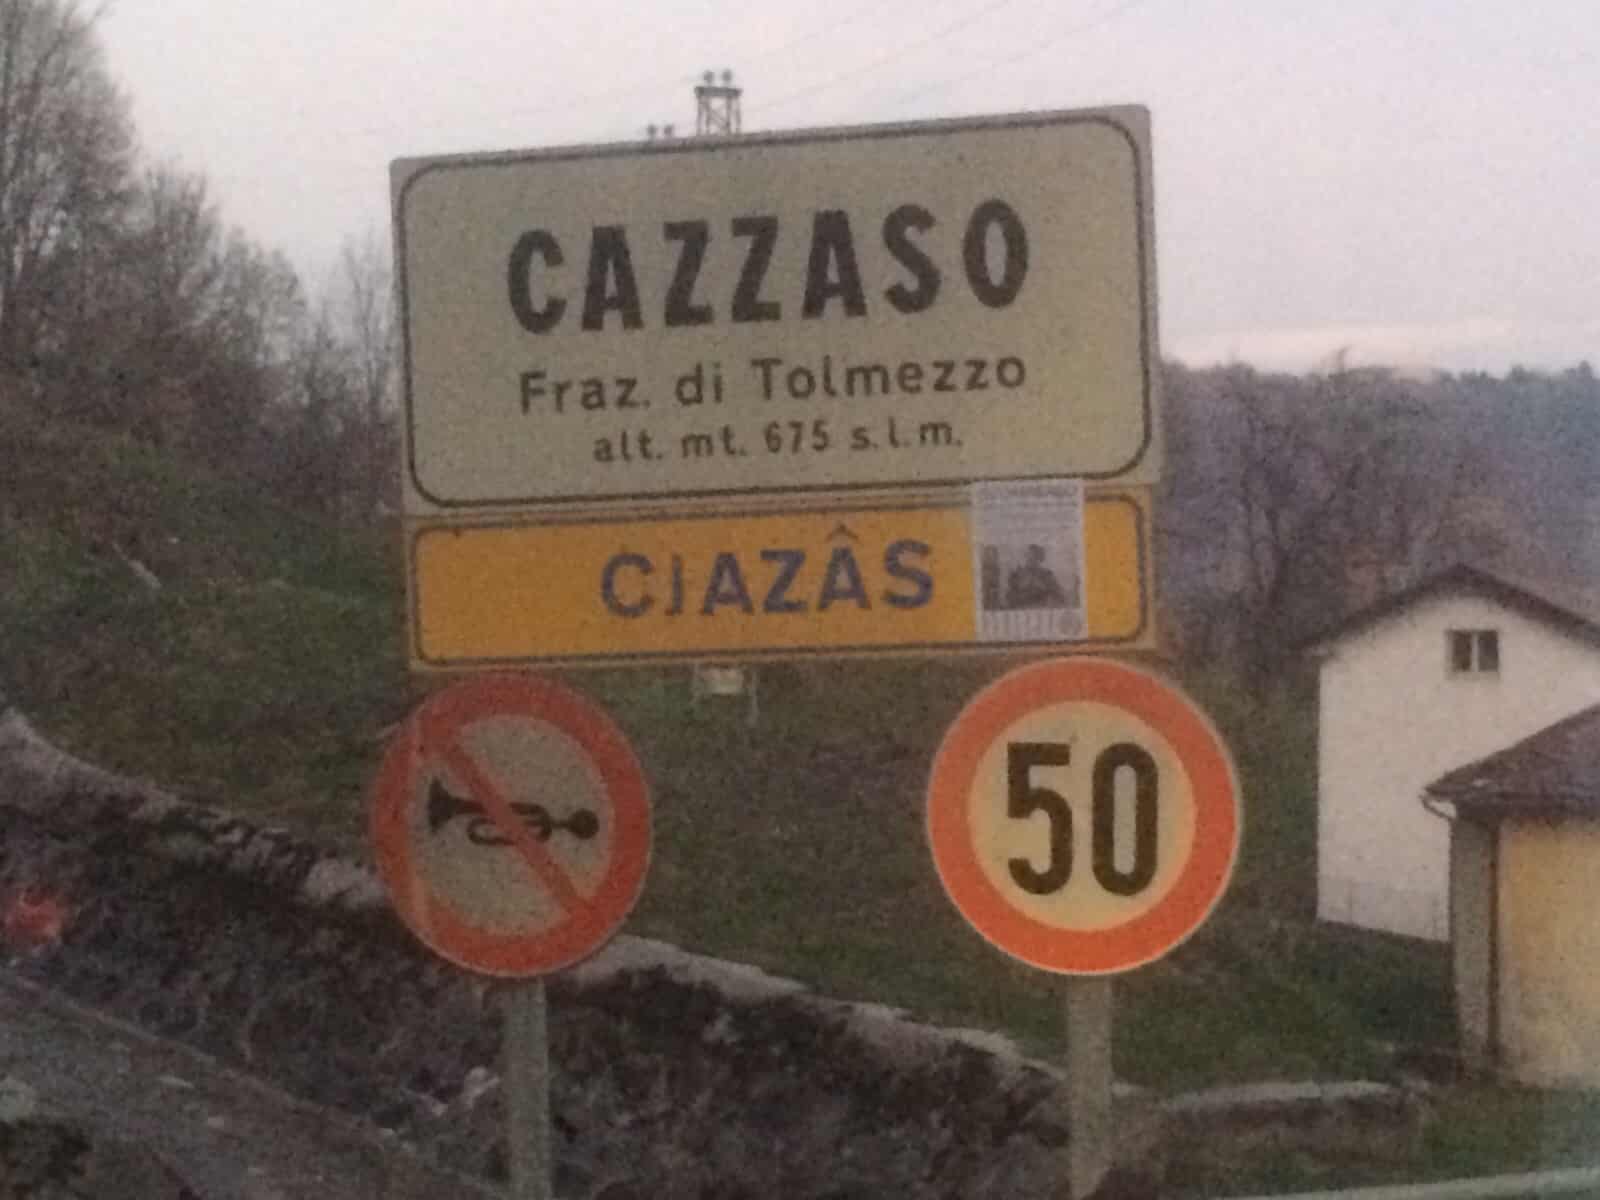 CAZZASO
Fraz. di Tolmezzo
alt. mt. 675 s.l.m.
CJAZÂS
50